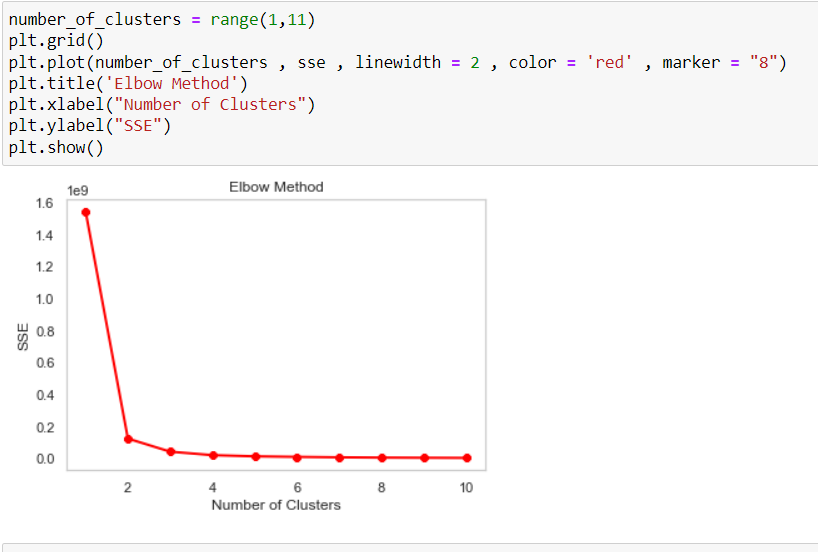 number_of_clusters = range(1,11)
plt.grid()
plt.plot(number_of_clusters , sse , linewidth = 2 , color = 'red' , marker = "8")
plt.title('Elbow Method')
plt.xlabel("Number of Clusters")
plt.ylabel("SSE")
plt.show()
1e9
Elbow Method
1.6
1.4
1.2
1.0
0.8
0.6
0.4
0.2
0.0
SSE
2 4 6 8 10
Number of Clusters